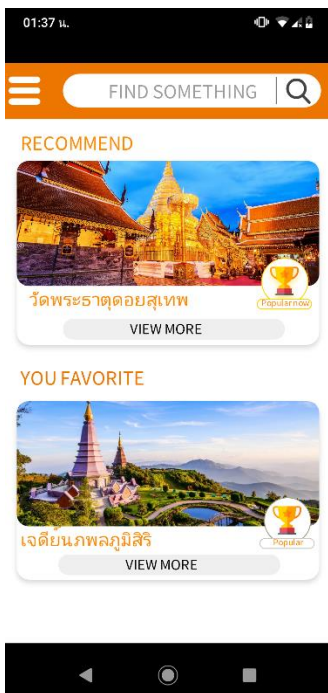 01:37 น.
FIND SOMETHING
RECOMMEND
วัดพระธาตุดอยสุเทพ
Popular now
VIEW MORE
YOU FAVORITE
เจดีย์นภพลภูมิสิริ
Popular
VIEW MORE